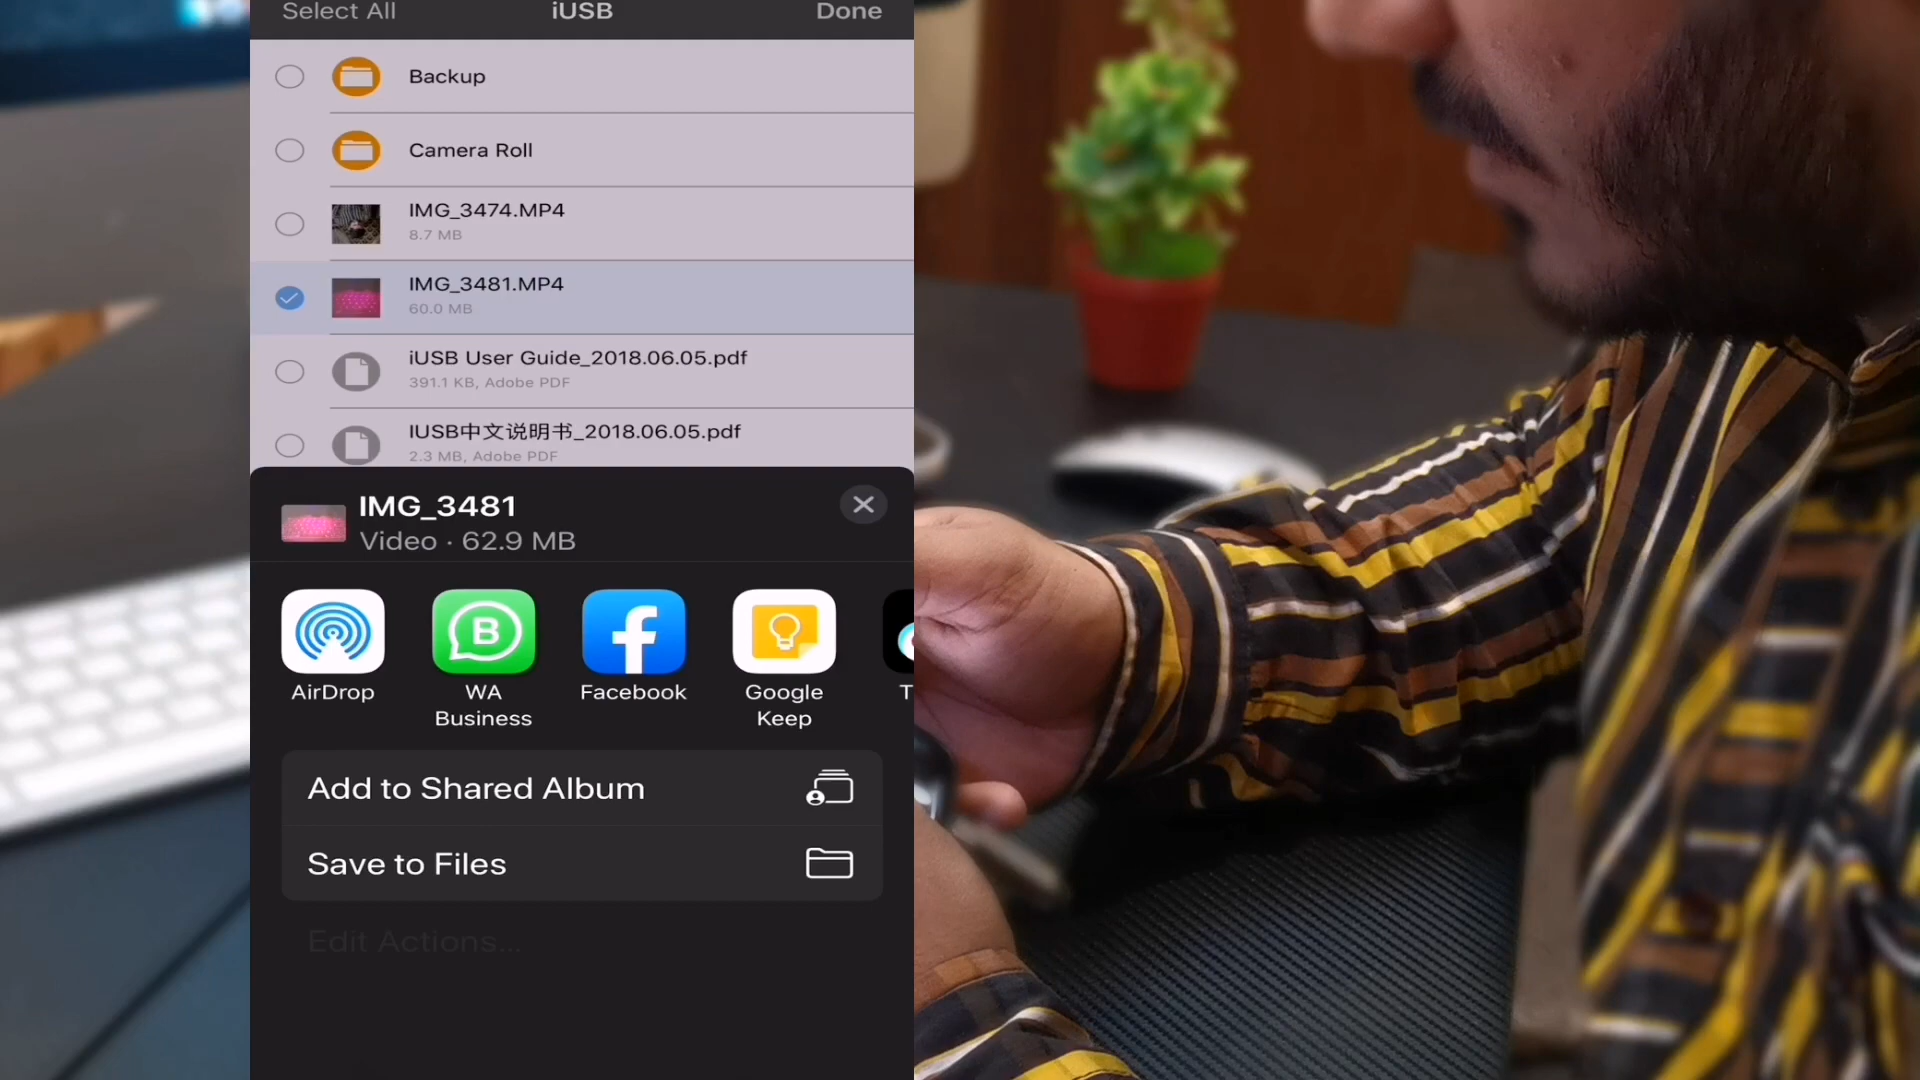 Select All iUSB Done
Backup
Camera Roll
IMG_3474.MP4
8.7 MB
IMG_3481.MP4
60.0 MB
iUSB User Guide_2018.06.05.pdf
391.1 KB, Adobe PDF
IUSB中文说明书_2018.06.05.pdf
2.3 MB, Adobe PDF
IMG_3481
Video · 62.9 MB
AirDrop
WA
Business
Facebook
Google
Keep
T
Add to Shared Album
Save to Files
Edit Actions...